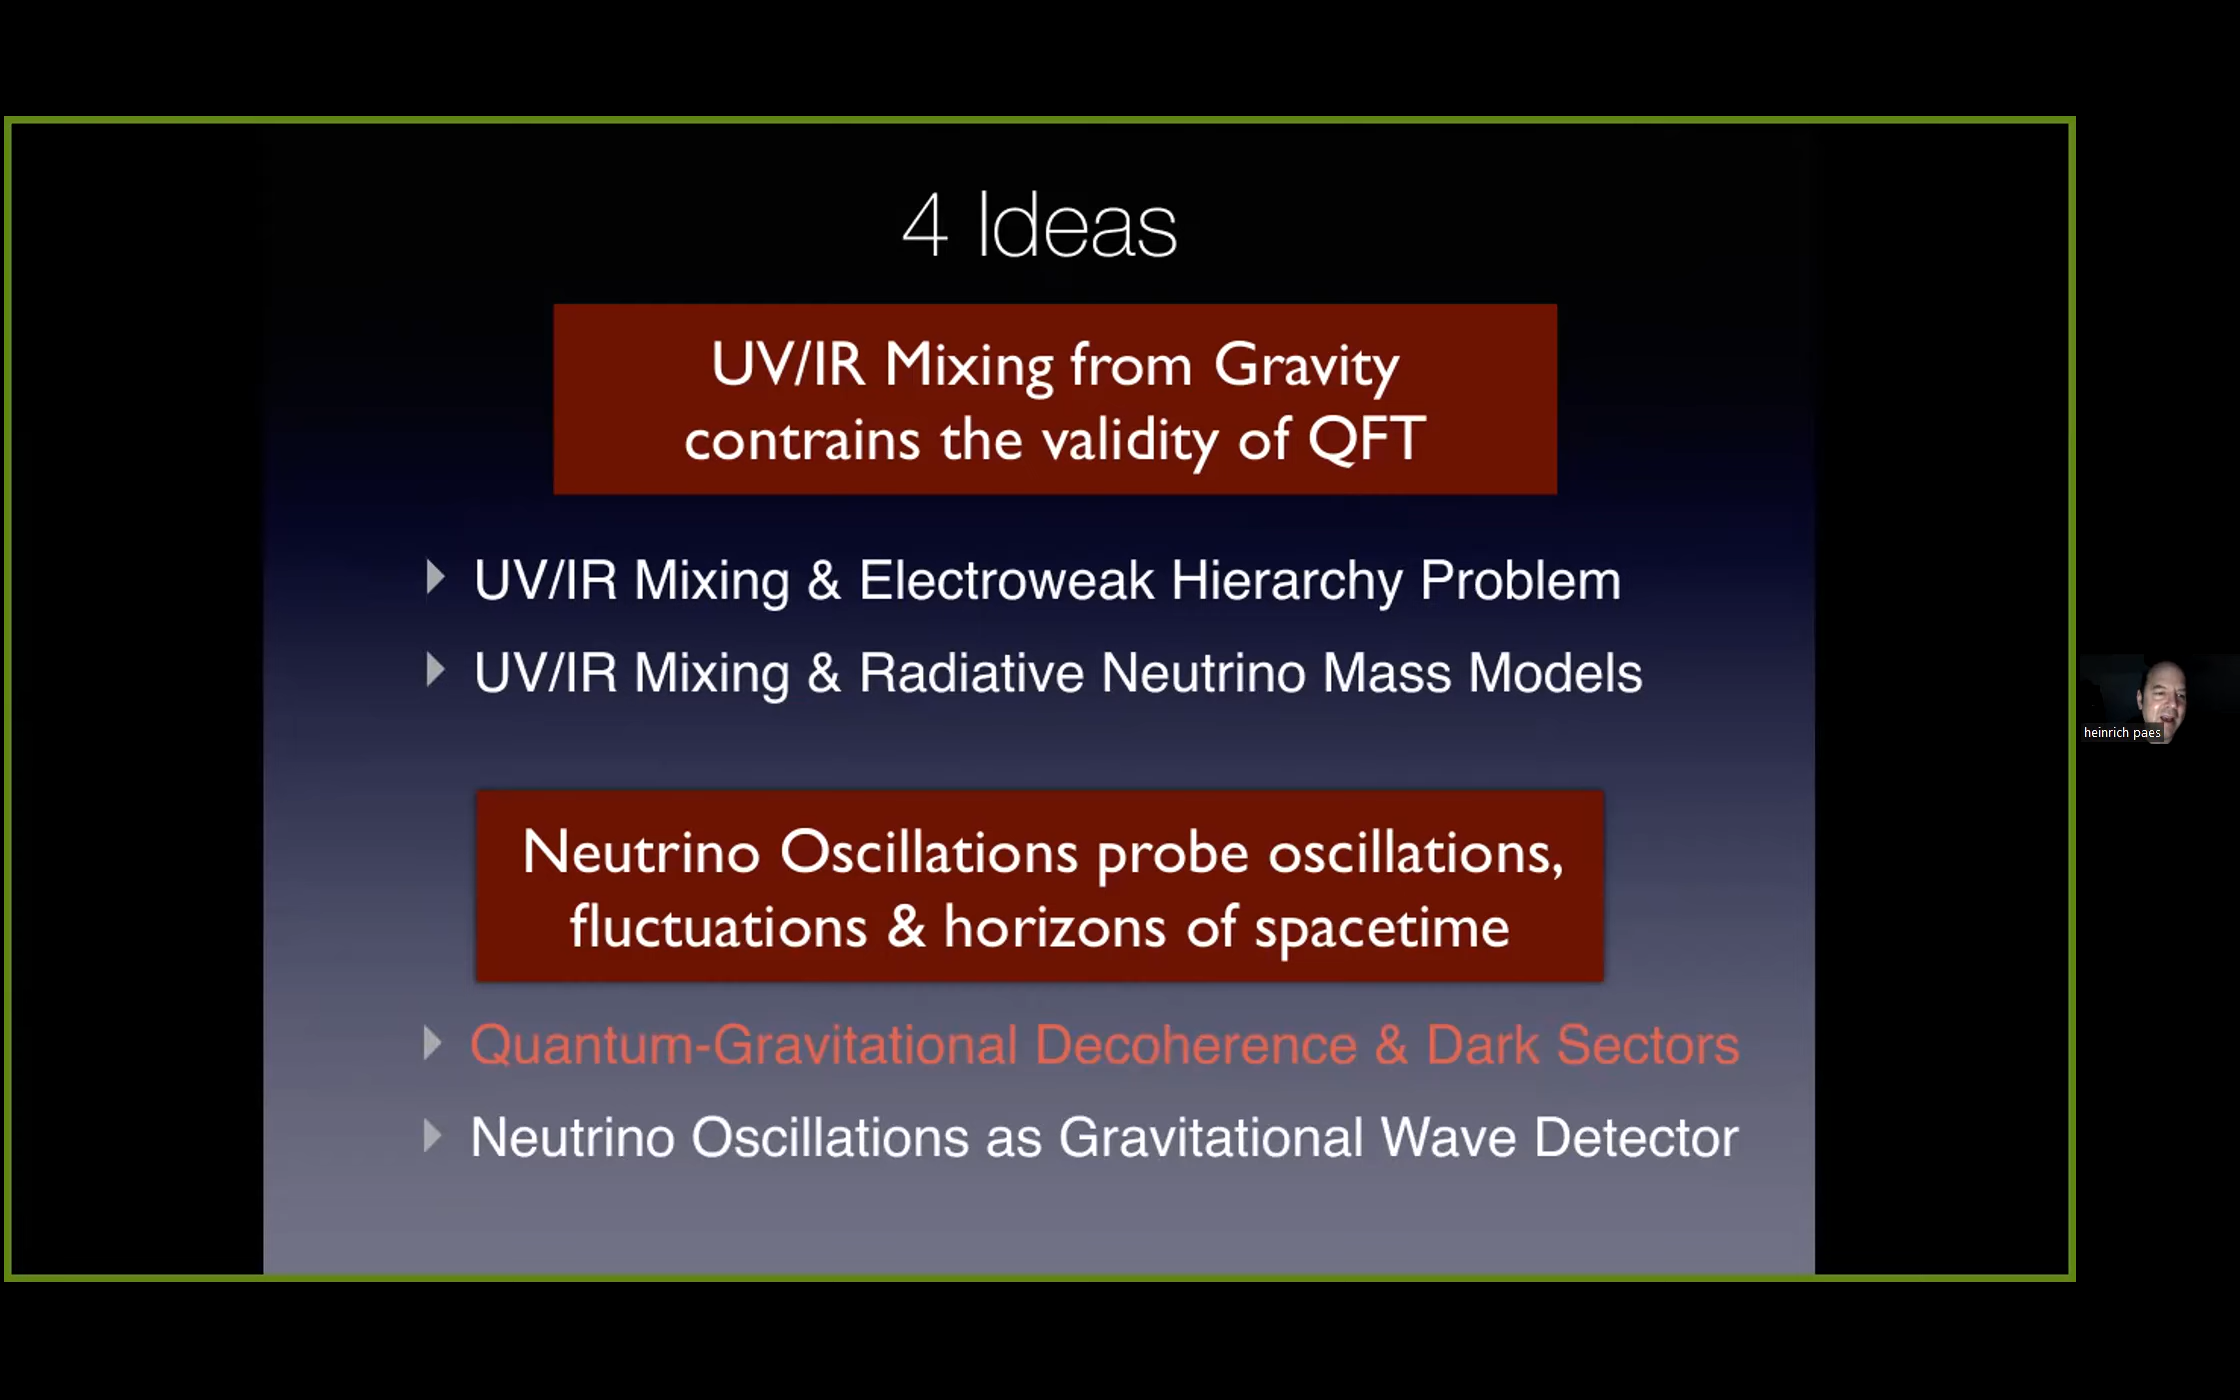 4 Ideas
UV/IR Mixing from Gravity
contrains the validity of QFT
UV/IR Mixing & Electroweak Hierarchy Problem
UV/IR Mixing & Radiative Neutrino Mass Models
Neutrino Oscillations probe oscillations,
fluctuations & horizons of spacetime
Quantum-Gravitational Decoherence & Dark Sectors
Neutrino Oscillations as Gravitational Wave Detector
heinrich paes